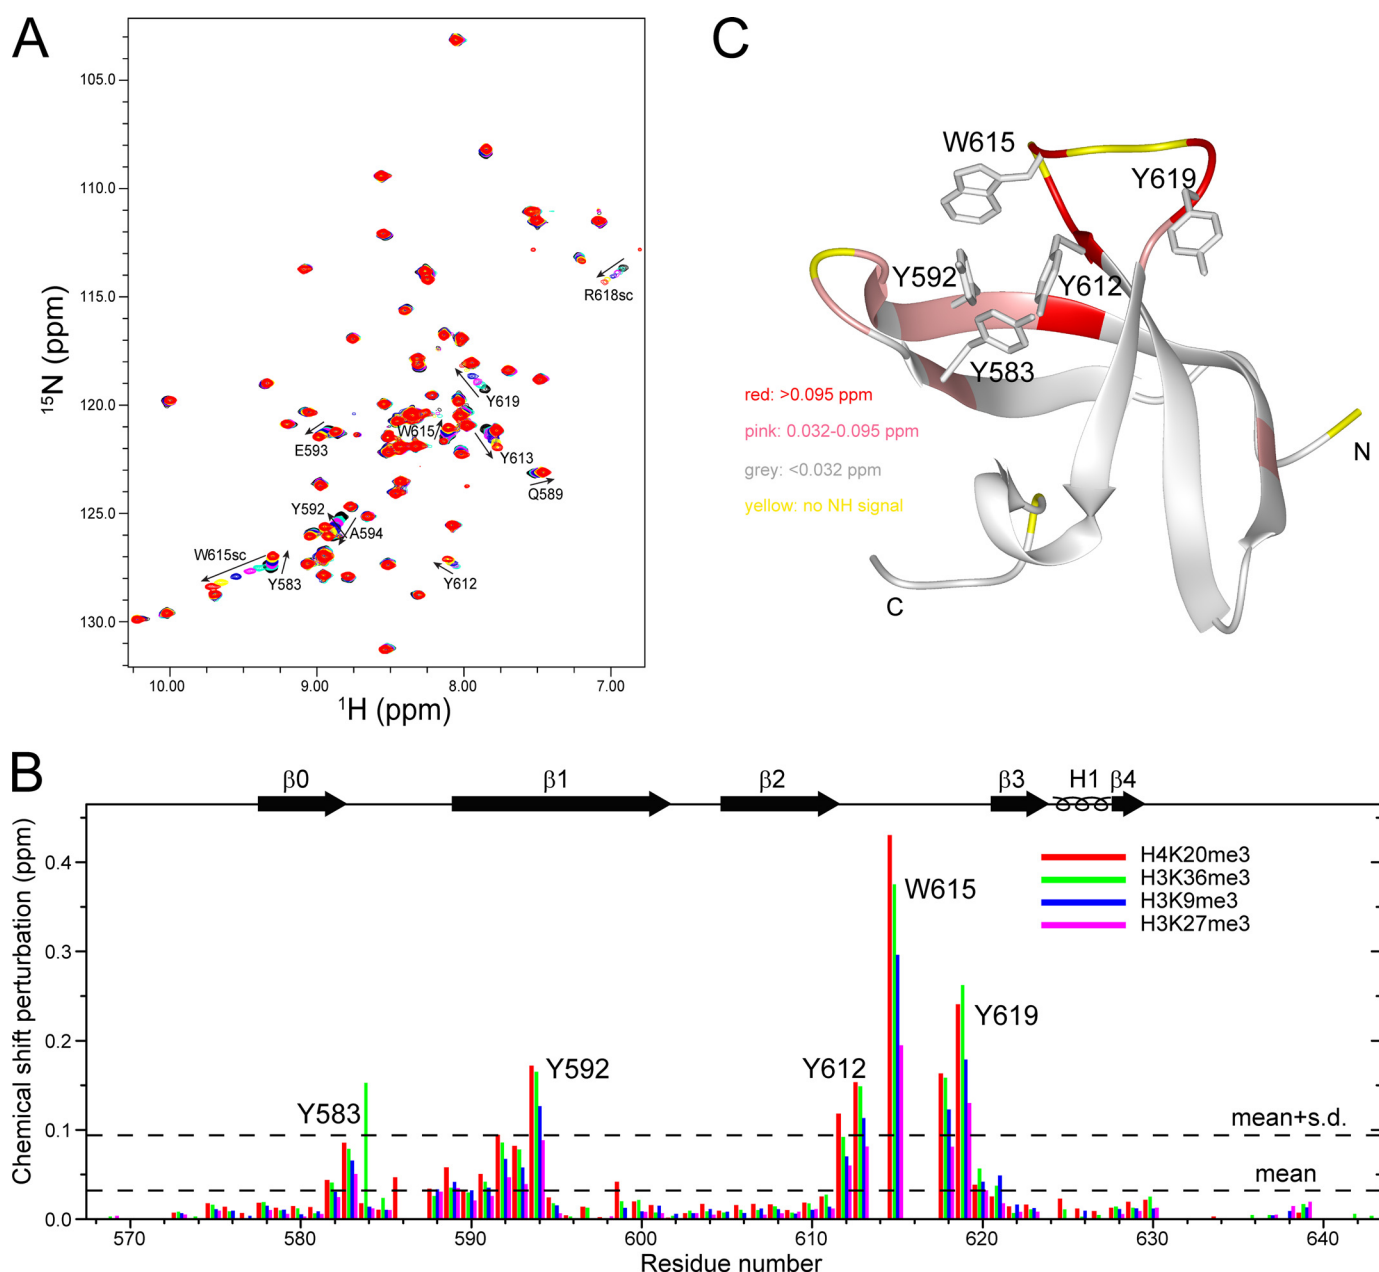 A
105.0
110.0
115.0
120.0
125.0
130.0
¹⁵N (ppm)
R618sc
Y619
W615
E593
Y613
Q589
Y592
A594
W615sc
Y583
Y612
10.00 9.00 8.00 7.00
¹H (ppm)
C
W615
Y619
Y592
Y612
Y583
red: >0.095 ppm
pink: 0.032-0.095 ppm
grey: <0.032 ppm
yellow: no NH signal
N
C
B
β0 β1 β2 β3 H1 β4
Chemical shift perturbation (ppm)
0.4
0.3
0.2
0.1
0.0
H4K20me3
H3K36me3
H3K9me3
H3K27me3
W615
Y619
Y592
Y612
Y583
mean+s.d.
mean
570 580 590 600 610 620 630 640
Residue number